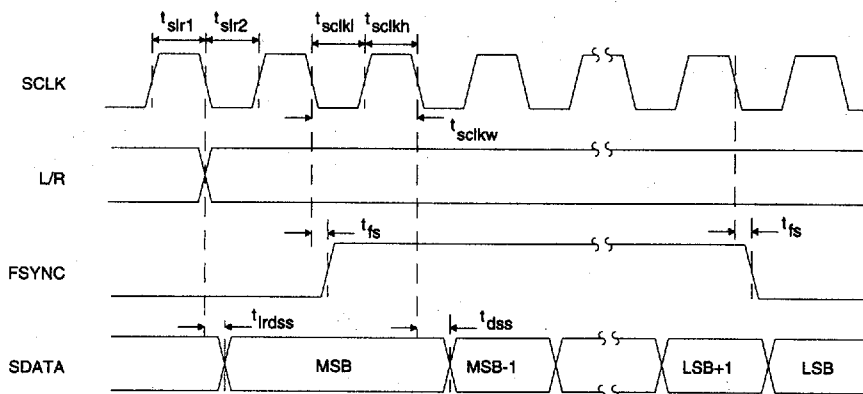 tslr1 tslr2 tsclkl tsclkh
SCLK
tsclkw
L/R
tfs tfs
FSYNC
tlrdss tdss
SDATA MSB MSB-1 LSB+1 LSB